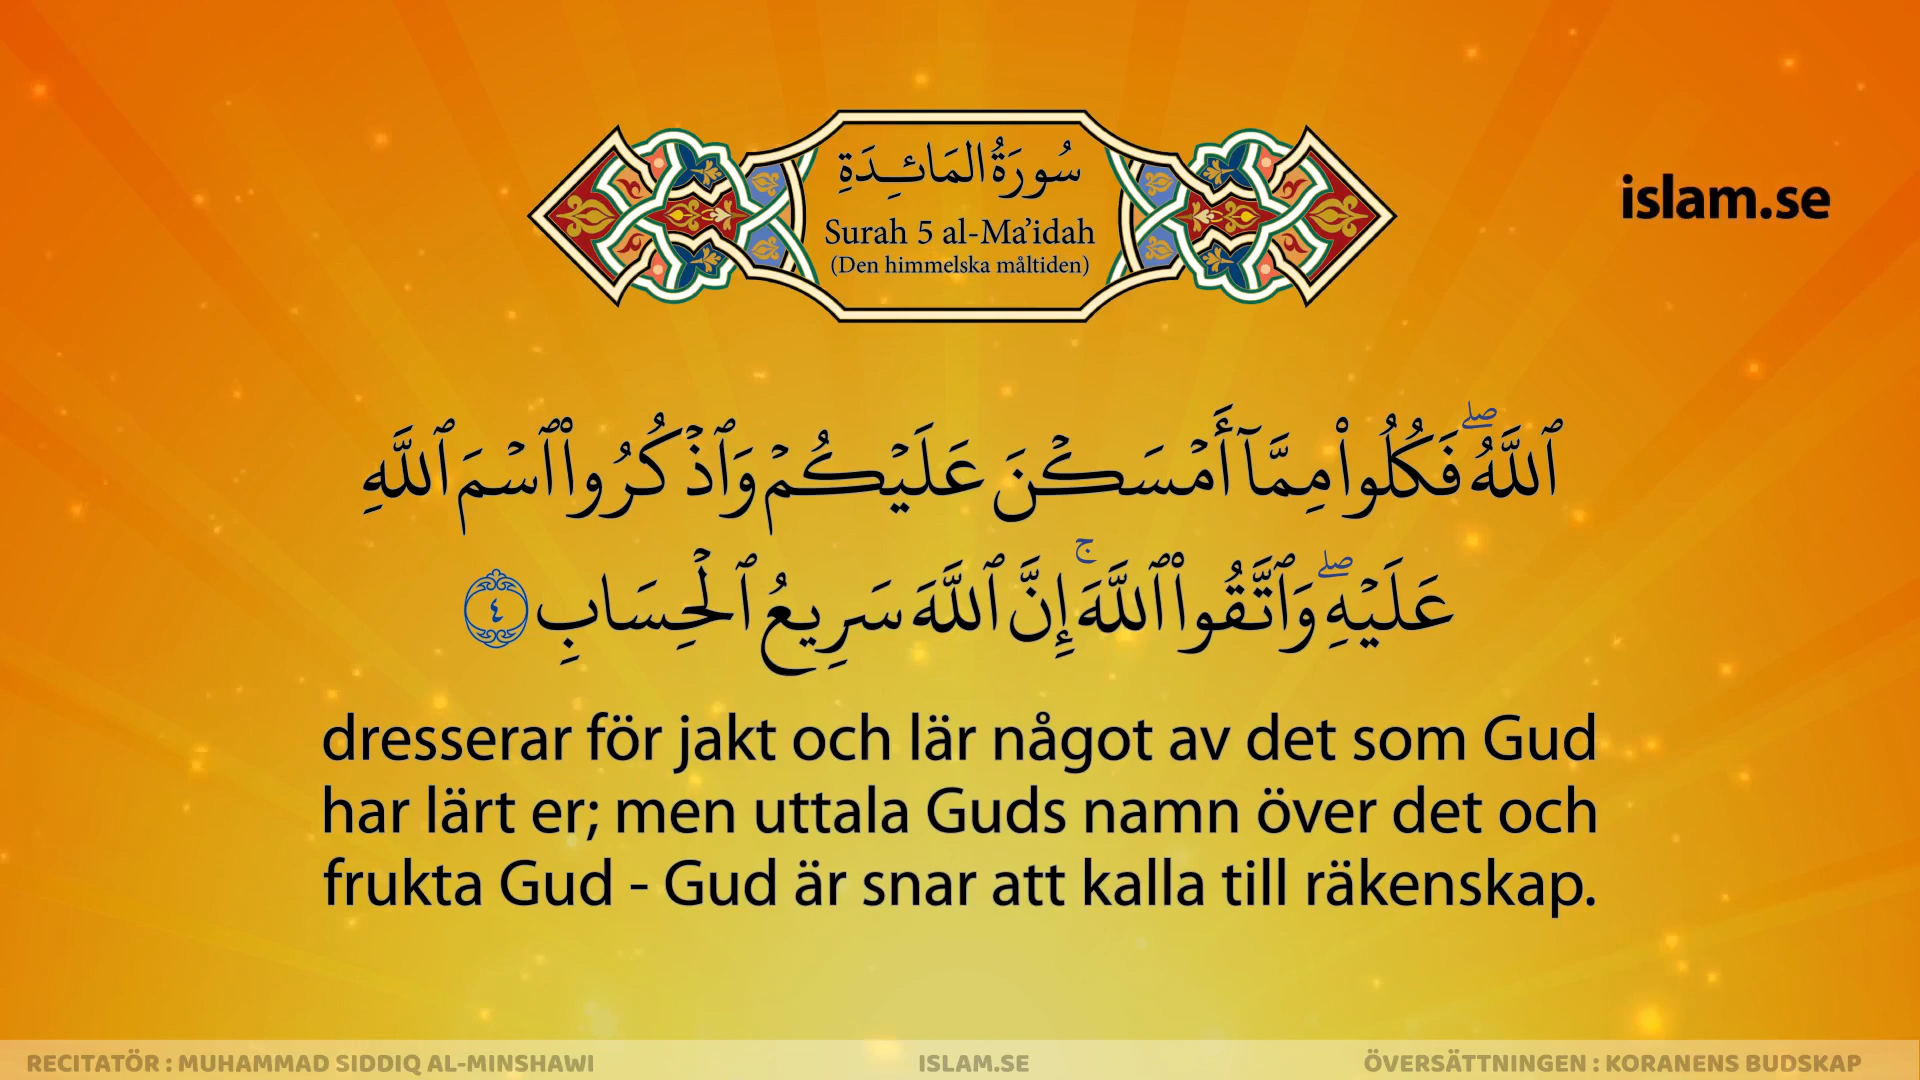 سُورَةُ المَائِدَةِ
Surah 5 al-Ma’idah
(Den himmelska måltiden)
islam.se
ٱللَّهُۖ فَكُلُوا۟ مِمَّآ أَمْسَكْنَ عَلَيْكُمْ وَٱذْكُرُوا۟ ٱسْمَ ٱللَّهِ
عَلَيْهِۖ وَٱتَّقُوا۟ ٱللَّهَۚ إِنَّ ٱللَّهَ سَرِيعُ ٱلْحِسَابِ ٤
dresserar för jakt och lär något av det som Gud
har lärt er; men uttala Guds namn över det och
frukta Gud - Gud är snar att kalla till räkenskap.
RECITATÖR : MUHAMMAD SIDDIQ AL-MINSHAWI
ISLAM.SE
ÖVERSÄTTNINGEN : KORANENS BUDSKAP